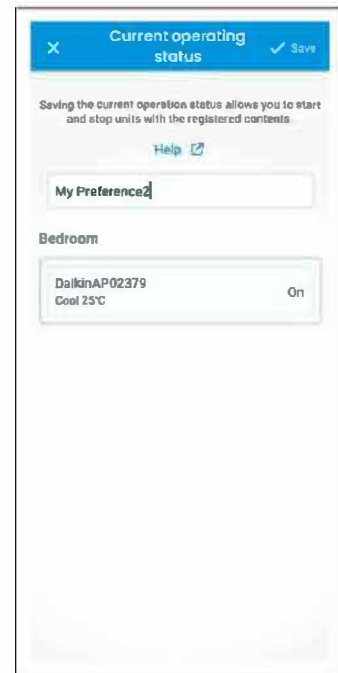 Current operating
status
Save
Saving the current operation status allows you to start
and stop units with the registered contents
Help
My Preference2
Bedroom
DaikinAP02379
Cool 25°C
On